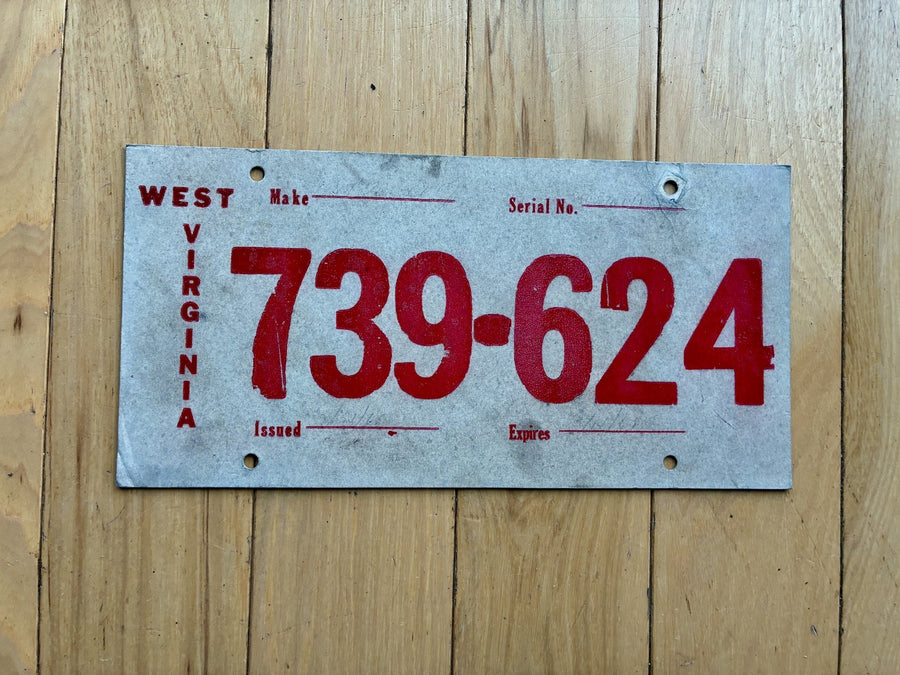 WEST VIRGINIA
Make
Serial No.
739-624
Issued
Expires